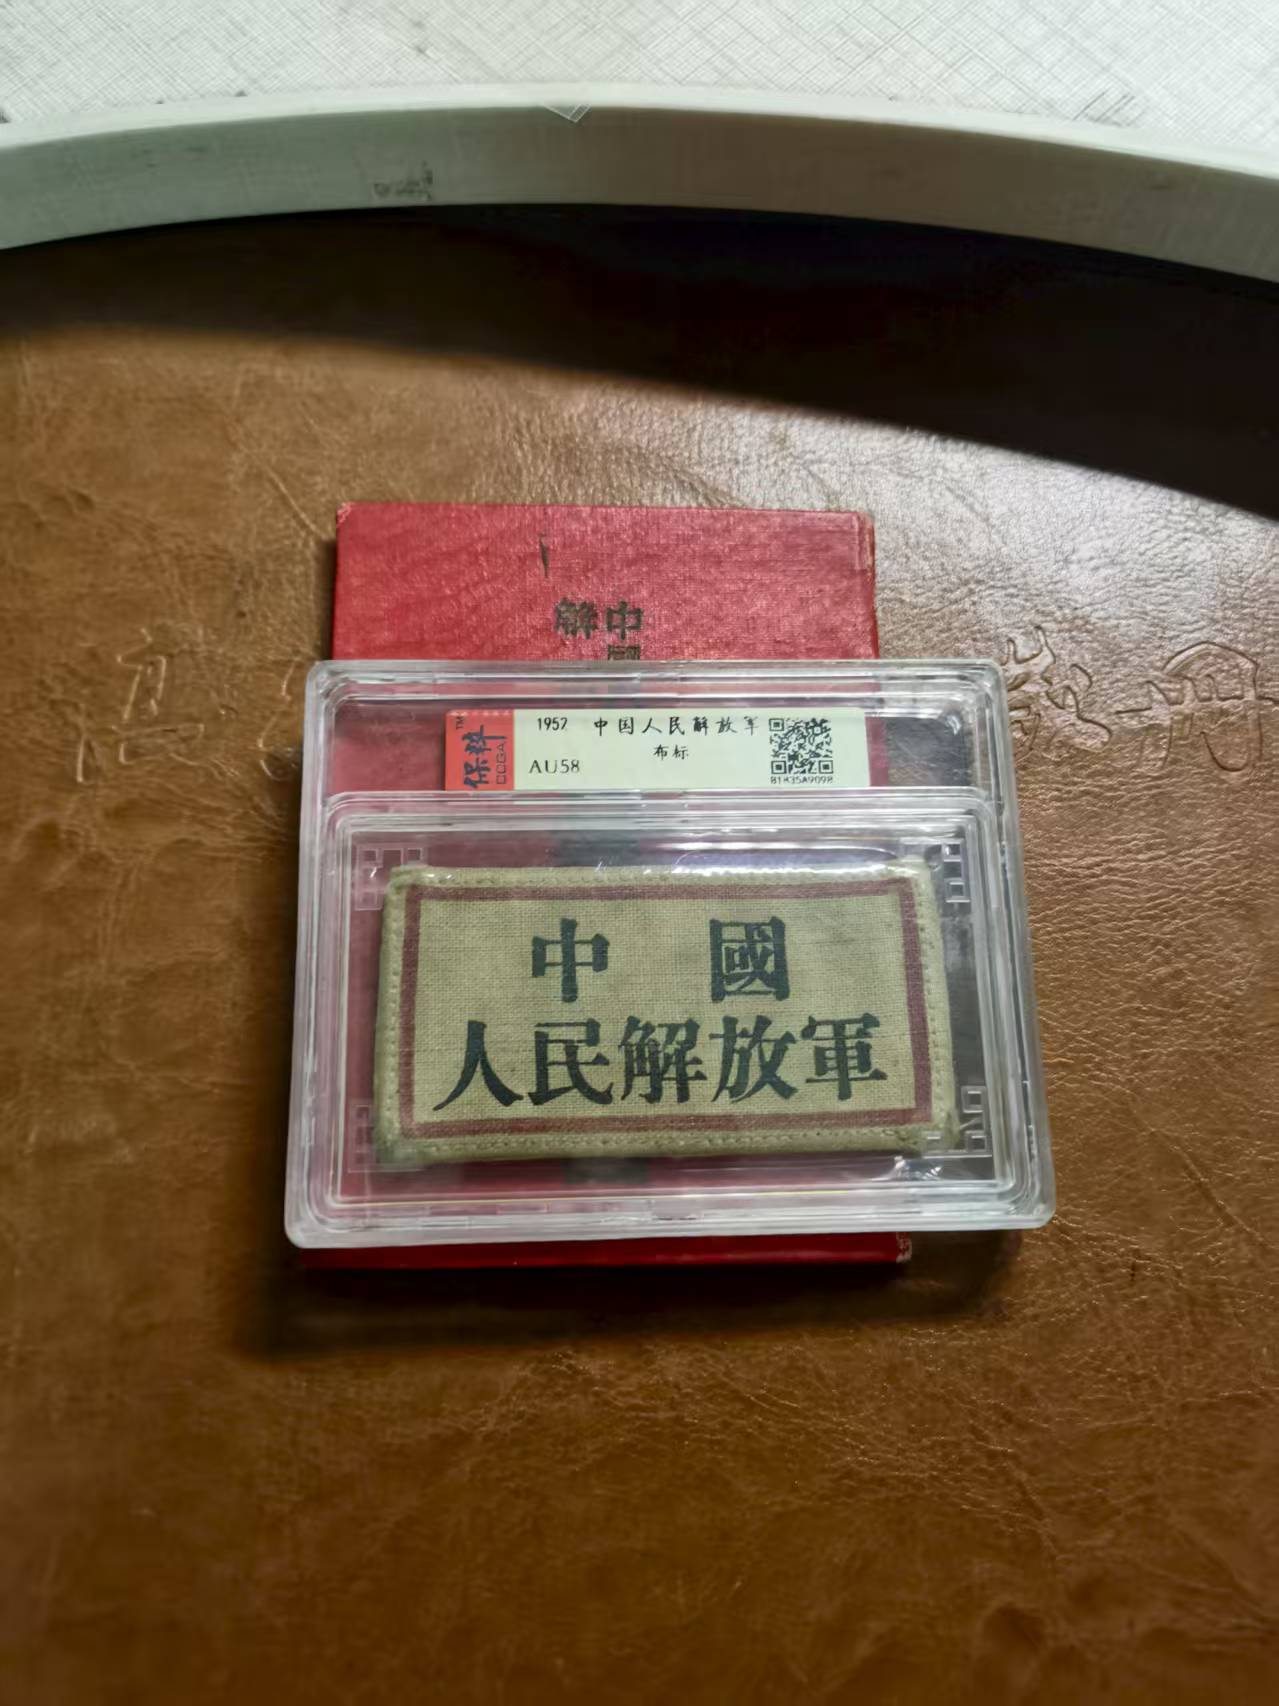 中 解
保粹
CCGA
TM
1952 中国人民解放军
布标
AU58
中 國
人民解放軍